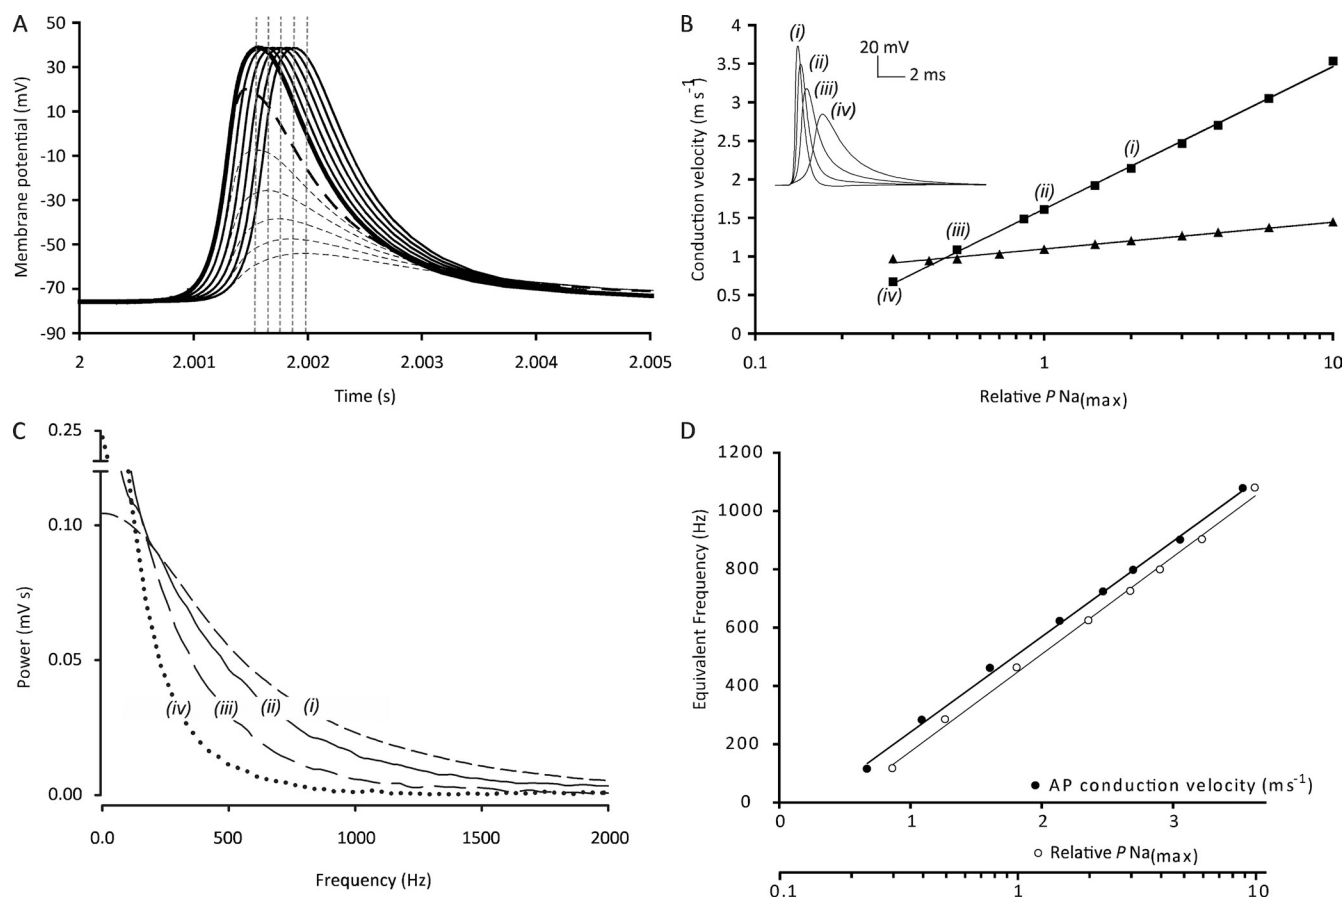 A
50
30
10
-10
-30
-50
-70
-90
Membrane potential (mV)
2
2.001
2.002
2.003
2.004
2.005
Time (s)
B
4
3.5
3
2.5
2
1.5
1
0.5
0
Conduction velocity (m s-1)
(i)
(ii)
(iii)
(iv)
20 mV
2 ms
(i)
(ii)
(iii)
(iv)
0.1
1
10
Relative P Na(max)
C
0.25
0.10
0.05
0.00
Power (mV s)
(iv)
(iii)
(ii)
(i)
0.0
500
1000
1500
2000
Frequency (Hz)
D
1200
1000
800
600
400
200
0
Equivalent Frequency (Hz)
AP conduction velocity (ms-1)
1
2
3
Relative P Na(max)
0.1
1
10